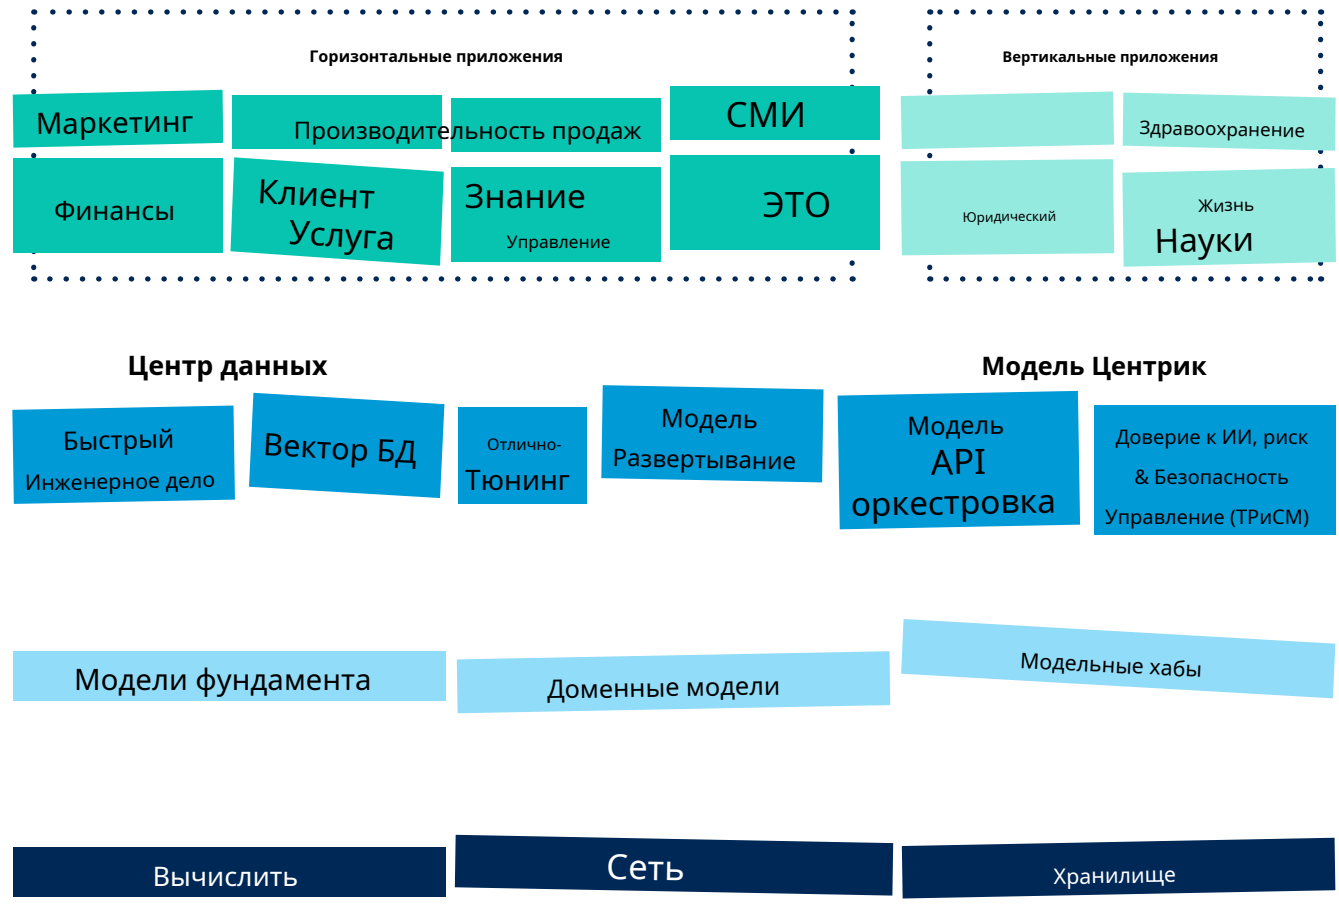 Горизонтальные приложения
Вертикальные приложения
Маркетинг
Производительность продаж
СМИ
Здравоохранение
Финансы
Клиент
Услуга
Знание
Управление
ЭТО
Юридический
Жизнь
Науки
Центр данных
Модель Центрик
Быстрый
Инженерное дело
Вектор БД
Отлично-
Тюнинг
Модель
Развертывание
Модель
API
оркестровка
Доверие к ИИ, риск
& Безопасность
Управление (ТРиСМ)
Модели фундамента
Доменные модели
Модельные хабы
Вычислить
Сеть
Хранилище